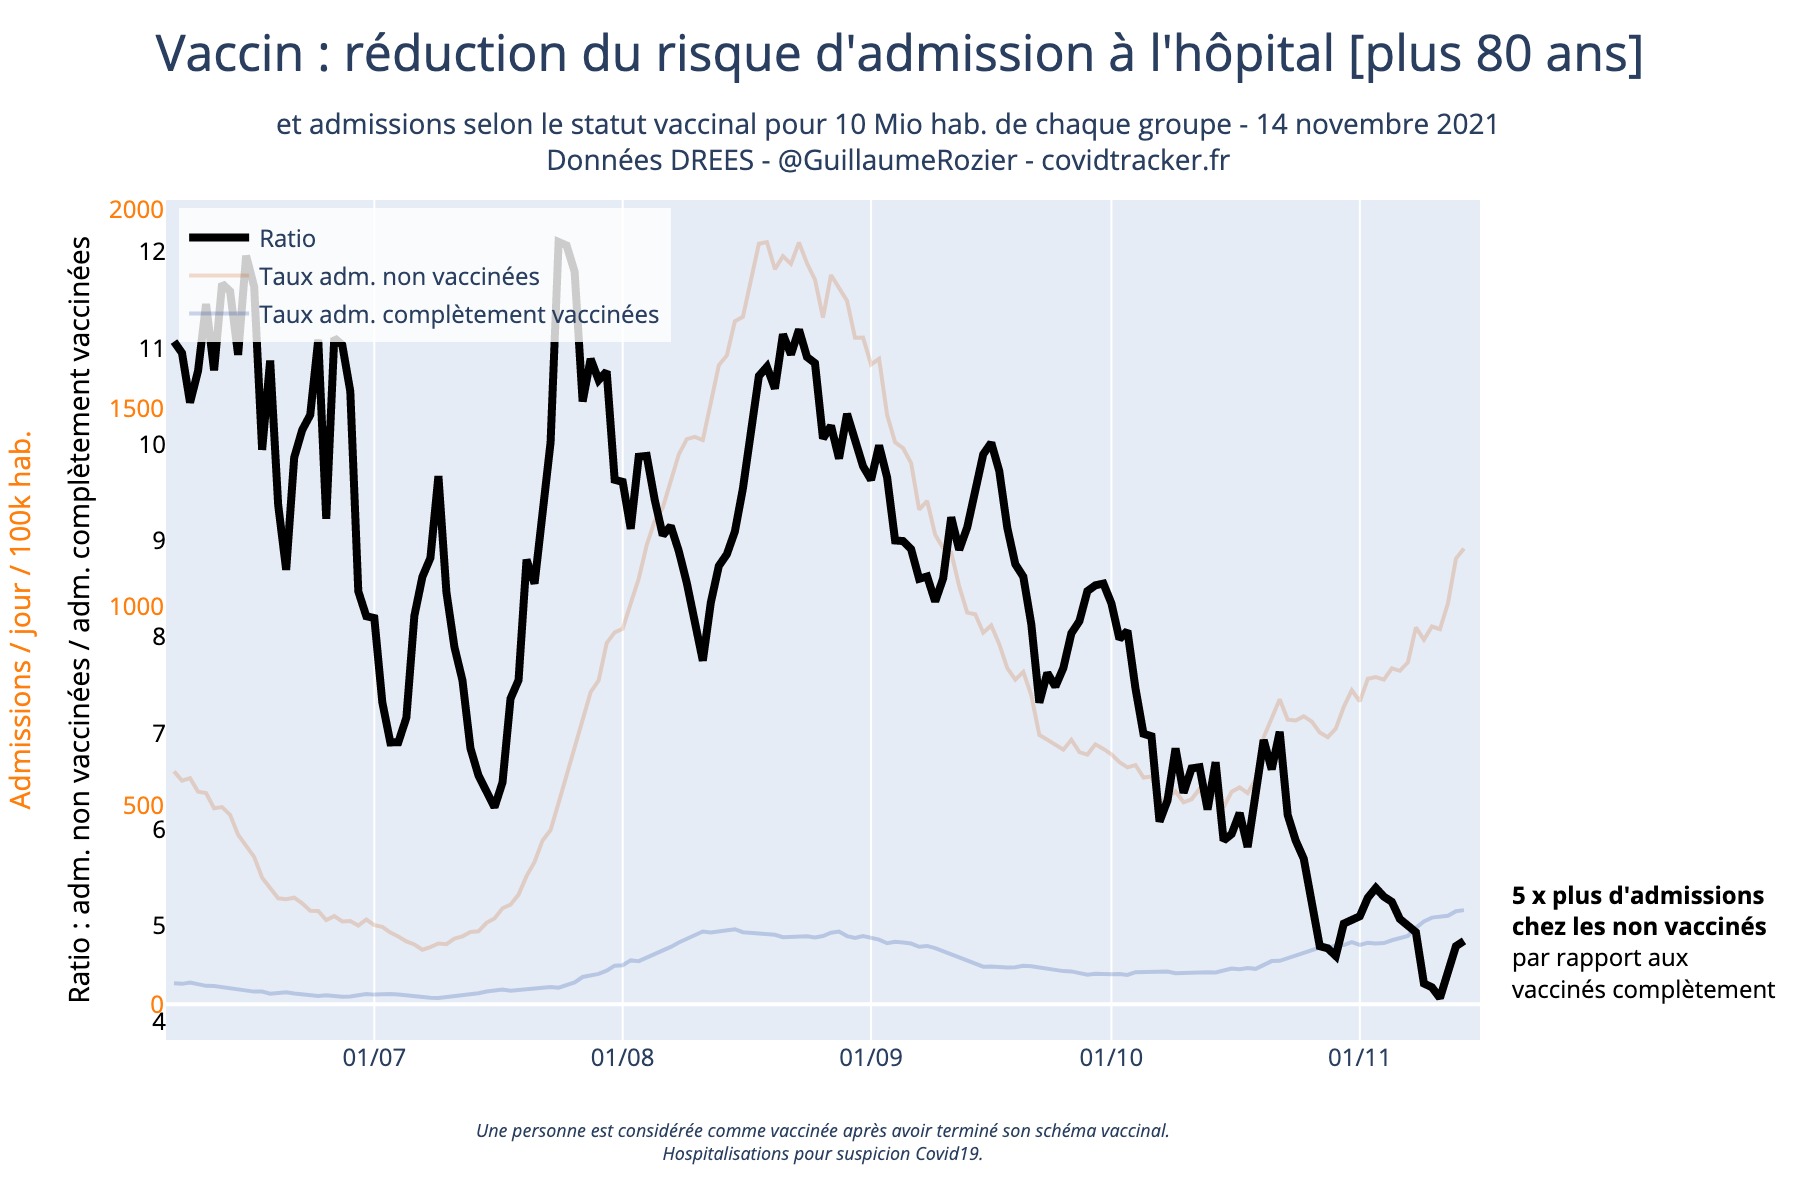 Vaccin : réduction du risque d'admission à l'hôpital [plus 80 ans]
et admissions selon le statut vaccinal pour 10 Mio hab. de chaque groupe - 14 novembre 2021
Données DREES - @GuillaumeRozier - covidtracker.fr
Admissions / jour / 100k hab.
Ratio : adm. non vaccinées / adm. complètement vaccinées
2000
12
11
1500
10
9
1000
8
7
500
6
5
0
4
Ratio
Taux adm. non vaccinées
Taux adm. complètement vaccinées
5 x plus d'admissions
chez les non vaccinés
par rapport aux
vaccinés complètement
01/07
01/08
01/09
01/10
01/11
Une personne est considérée comme vaccinée après avoir terminé son schéma vaccinal.
Hospitalisations pour suspicion Covid19.